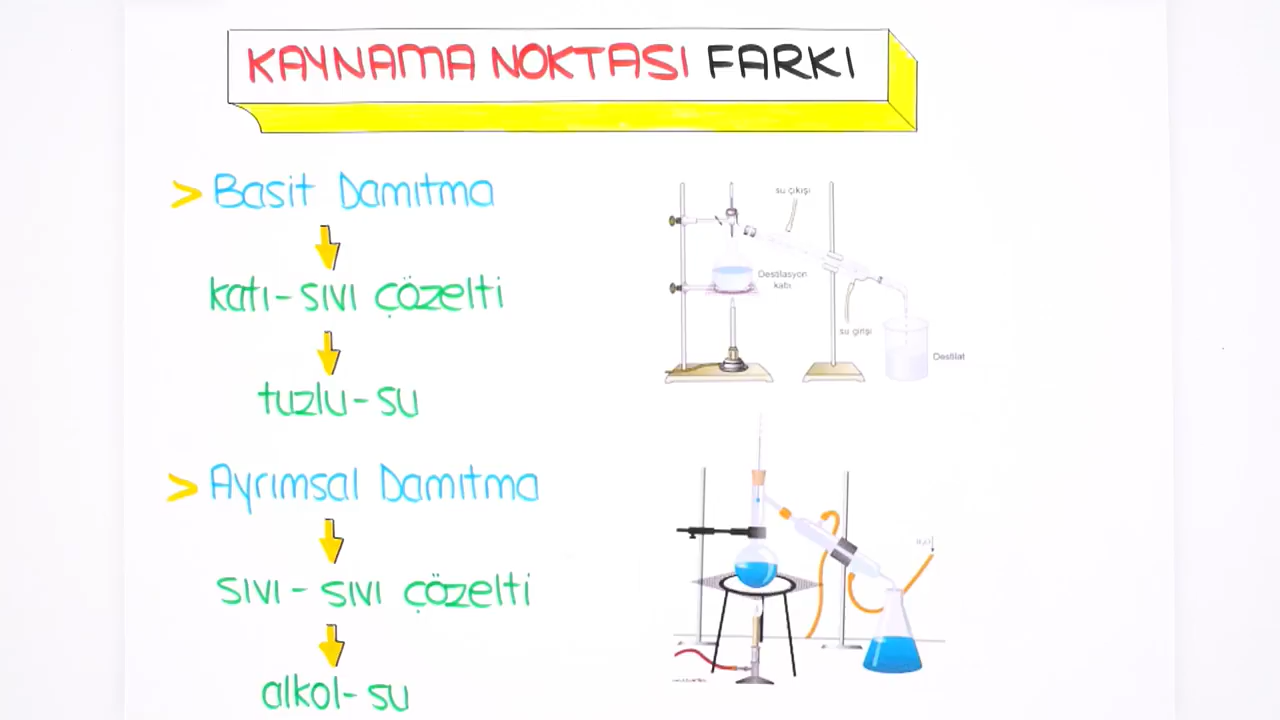 KAYNAMA NOKTASI FARKI
> Basit Damıtma
katı-sıvı çözelti
tuzlu-su
su çıkışı
Destilasyon
kabı
su girişi
Destilat
> Ayrımsal Damıtma
sıvı-sıvı çözelti
alkol-su